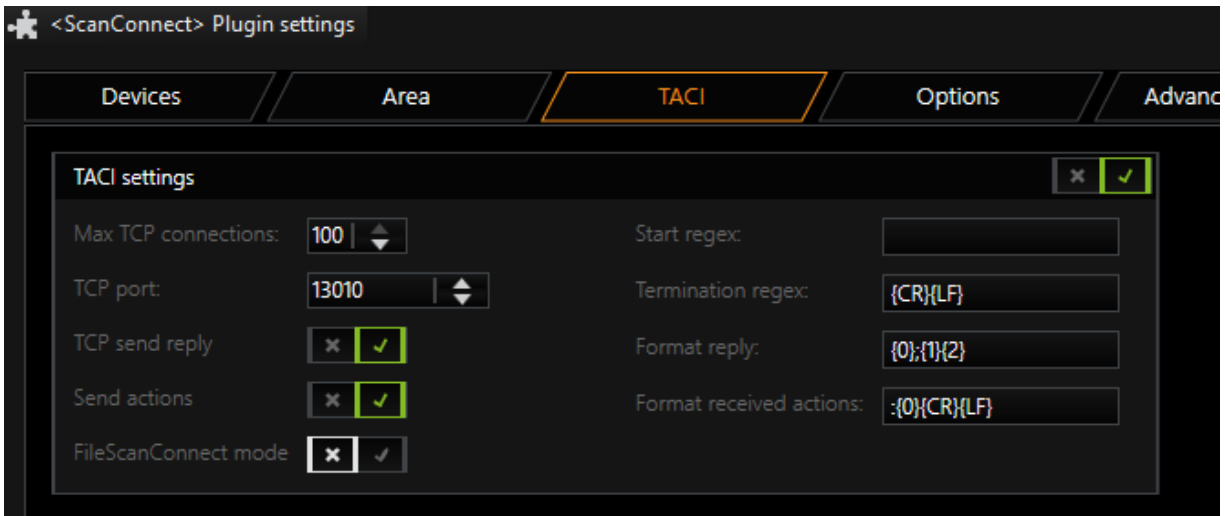 <ScanConnect> Plugin settings
Devices Area TACI Options Advanc
TACI settings
Max TCP connections: 100
TCP port: 13010
TCP send reply
Send actions
FileScanConnect mode
Start regex:
Termination regex: {CR}{LF}
Format reply: {0};{1}{2}
Format received actions: :{0}{CR}{LF}